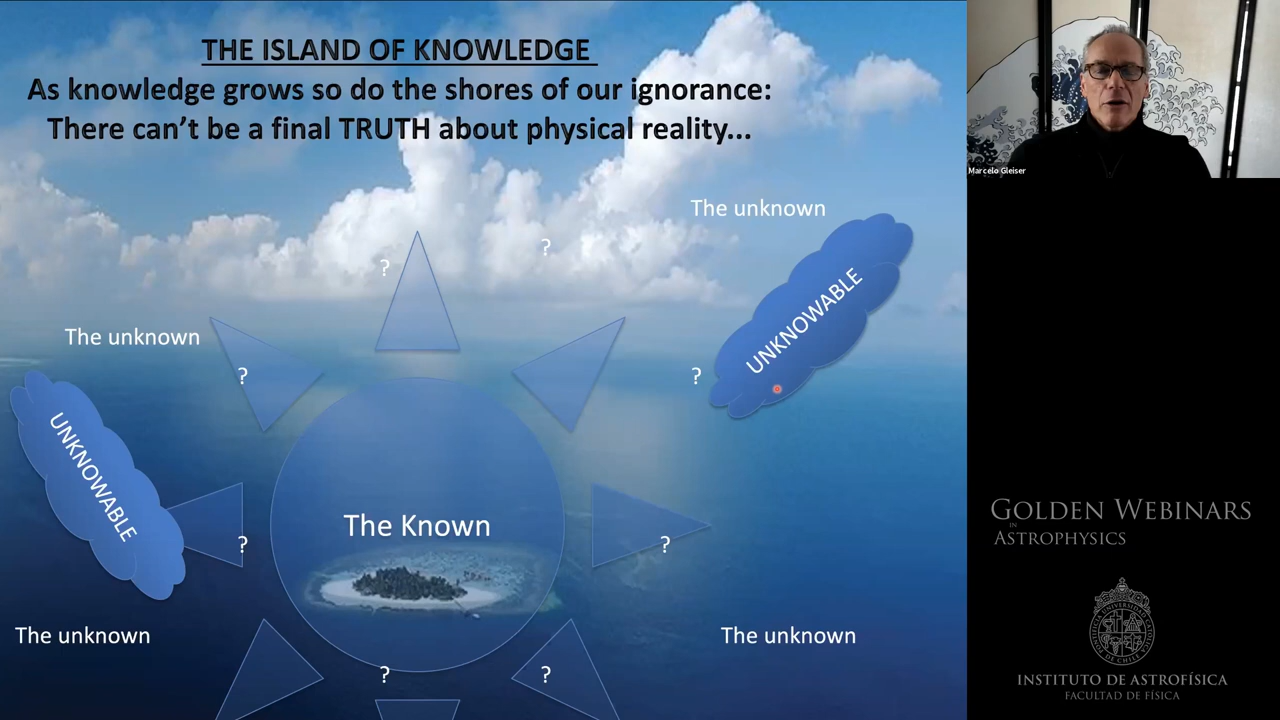 THE ISLAND OF KNOWLEDGE
As knowledge grows so do the shores of our ignorance:
There can't be a final TRUTH about physical reality...
Marcelo Gleiser
The unknown
?
?
The unknown
UNKNOWABLE
?
?
UNKNOWABLE
The Known
?
?
The unknown
The unknown
?
?
GOLDEN WEBINARS
IN
ASTROPHYSICS
INSTITUTO DE ASTROFÍSICA
FACULTAD DE FÍSICA